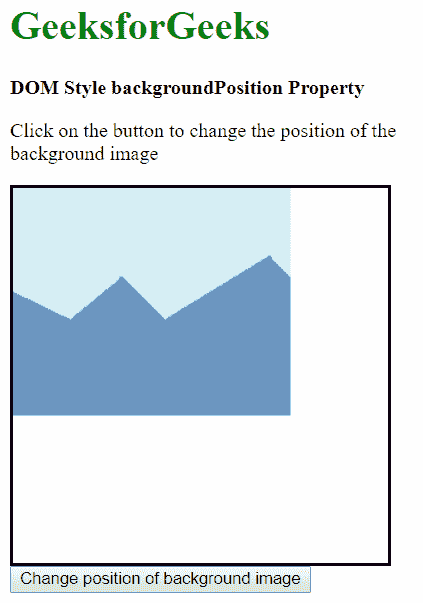 GeeksforGeeks
DOM Style backgroundPosition Property
Click on the button to change the position of the
background image
Change position of background image